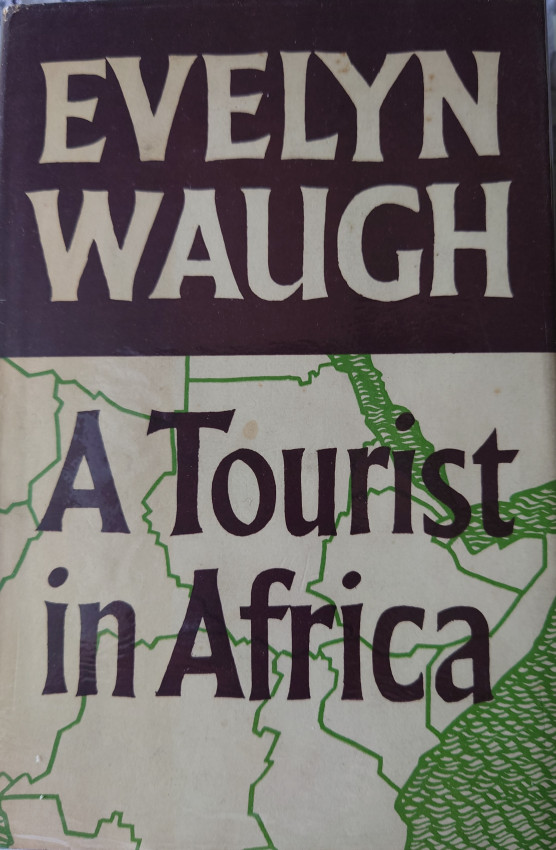 EVELYN
WAUGH
A Tourist
in Africa